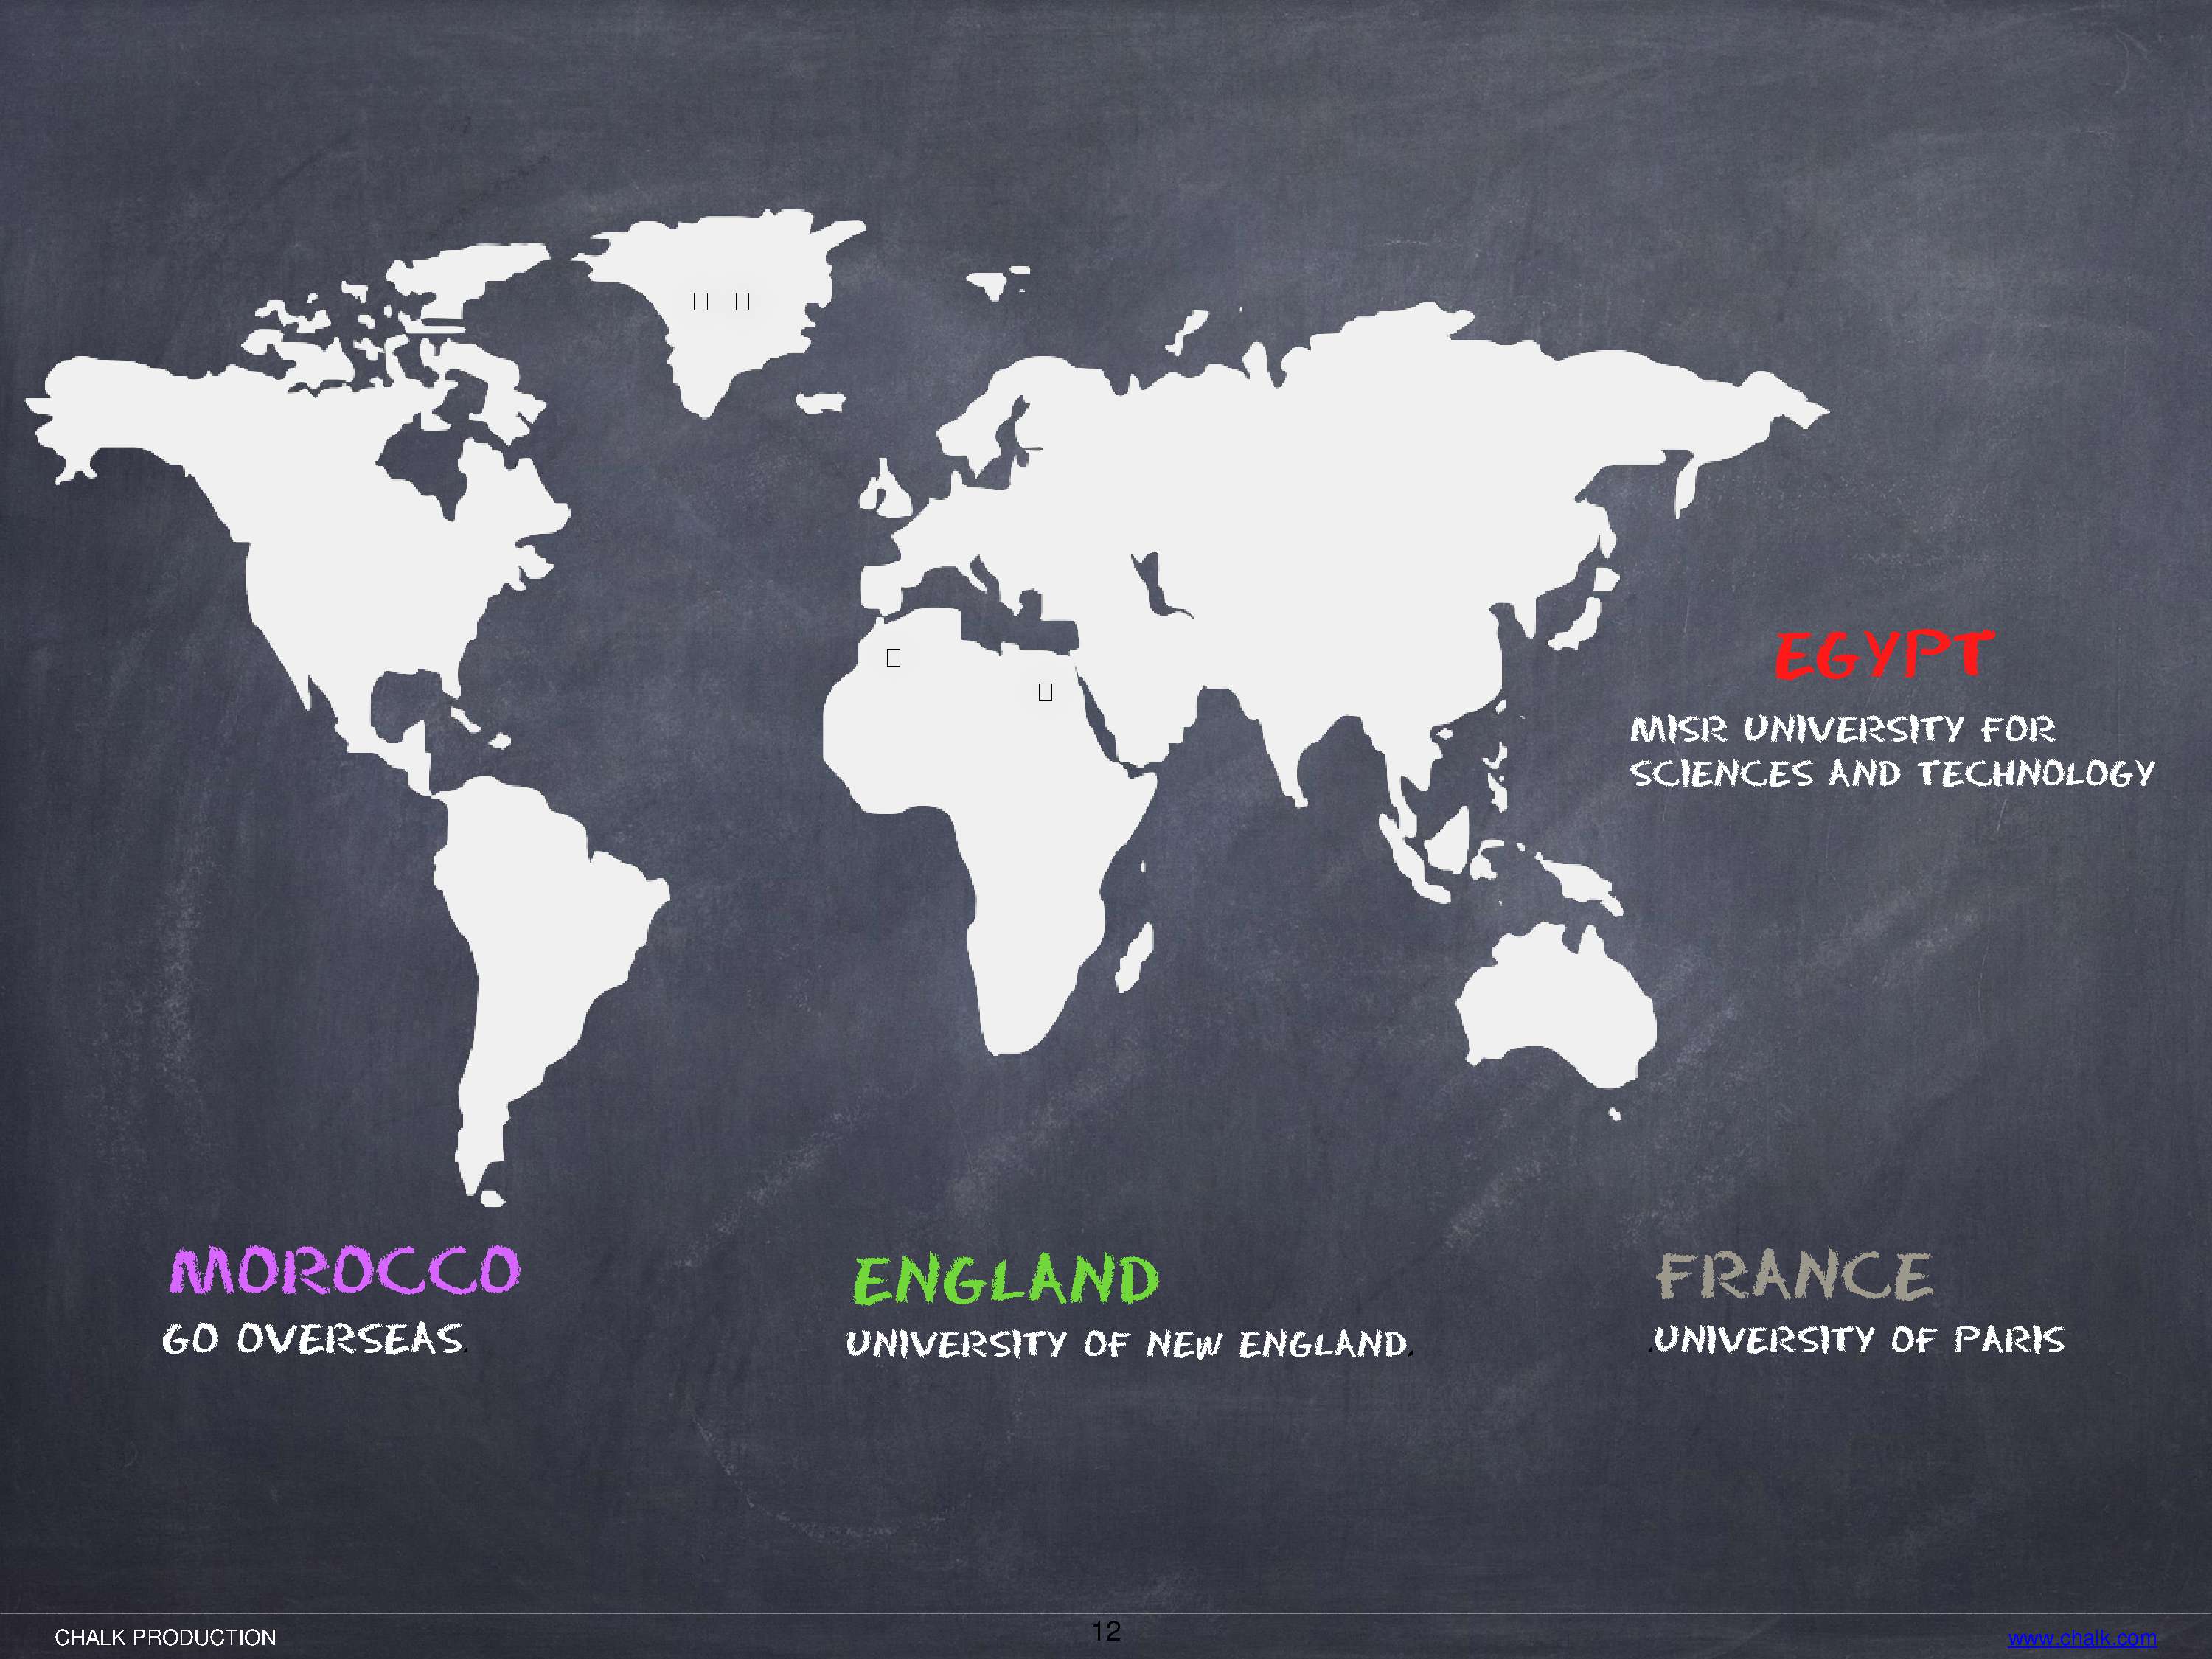 EGYPT
MISR UNIVERSITY FOR
SCIENCES AND TECHNOLOGY
MOROCCO
GO OVERSEAS.
ENGLAND
UNIVERSITY OF NEW ENGLAND.
FRANCE
.UNIVERSITY OF PARIS
CHALK PRODUCTION
12
www.chalk.com